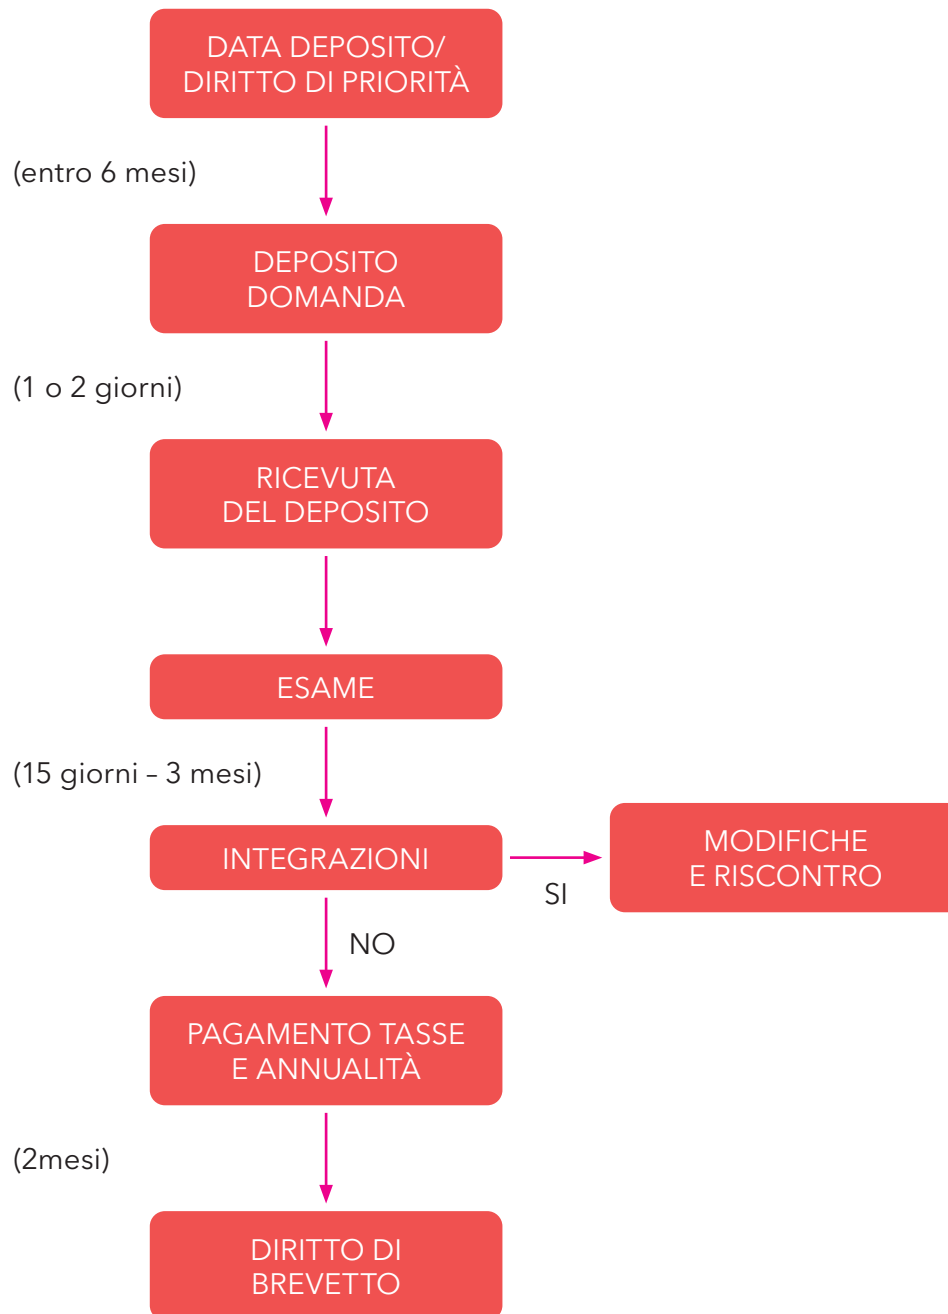 DATA DEPOSITO/
DIRITTO DI PRIORITÀ
(entro 6 mesi)
DEPOSITO
DOMANDA
(1 o 2 giorni)
RICEVUTA
DEL DEPOSITO
ESAME
(15 giorni – 3 mesi)
INTEGRAZIONI
SI
MODIFICHE
E RISCONTRO
NO
PAGAMENTO TASSE
E ANNUALITÀ
(2mesi)
DIRITTO DI
BREVETTO